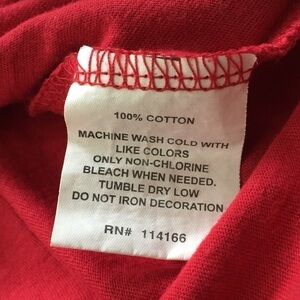 100% COTTON
MACHINE WASH COLD WITH
LIKE COLORS
ONLY NON-CHLORINE
BLEACH WHEN NEEDED.
TUMBLE DRY LOW
DO NOT IRON DECORATION
RN# 114166